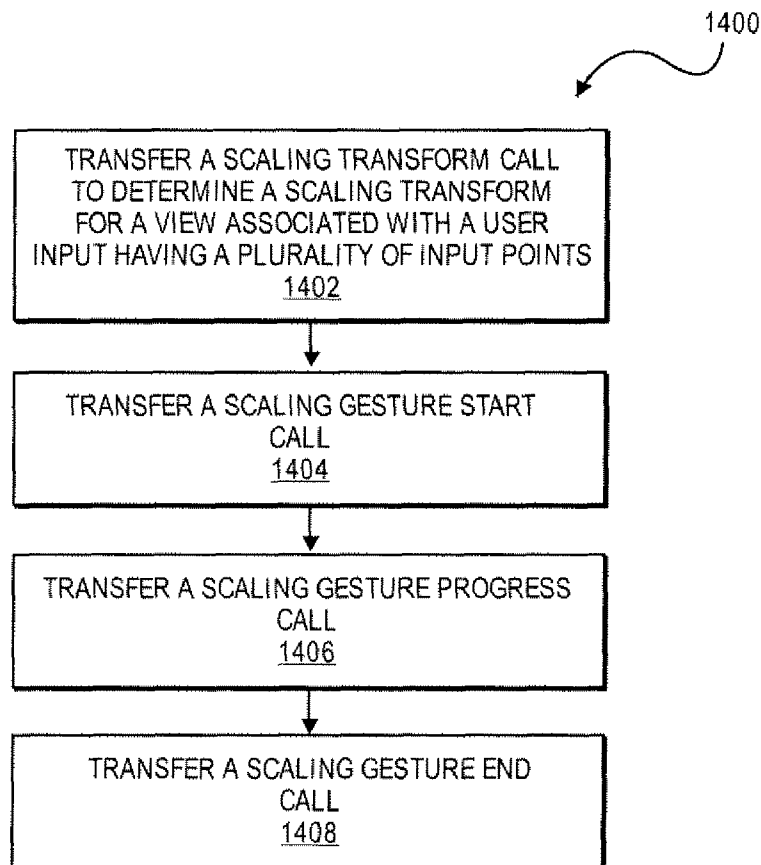 1400
TRANSFER A SCALING TRANSFORM CALL
TO DETERMINE A SCALING TRANSFORM
FOR A VIEW ASSOCIATED WITH A USER
INPUT HAVING A PLURALITY OF INPUT POINTS
1402
TRANSFER A SCALING GESTURE START
CALL
1404
TRANSFER A SCALING GESTURE PROGRESS
CALL
1406
TRANSFER A SCALING GESTURE END
CALL
1408